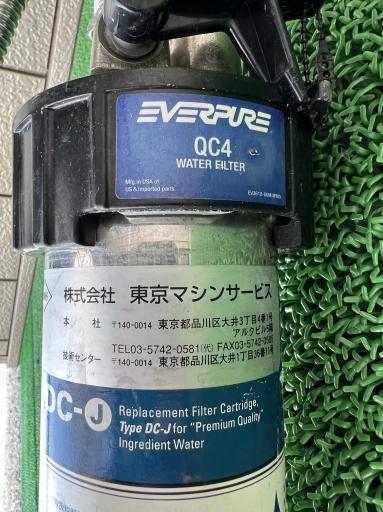 EVERPURE
QC4
WATER FILTER
Mfg in USA of
US & imported parts.
株式会社 東京マシンサービス
本 社 〒140-0014 東京都品川区大井3丁目4番1号
アルクビル5階
TEL03-5742-0581(代) FAX03-5742-0585
技術センター 〒140-0014 東京都品川区大井1丁目36番11号
DC-J
Replacement Filter Cartridge,
Type DC-J for "Premium Quality"
Ingredient Water